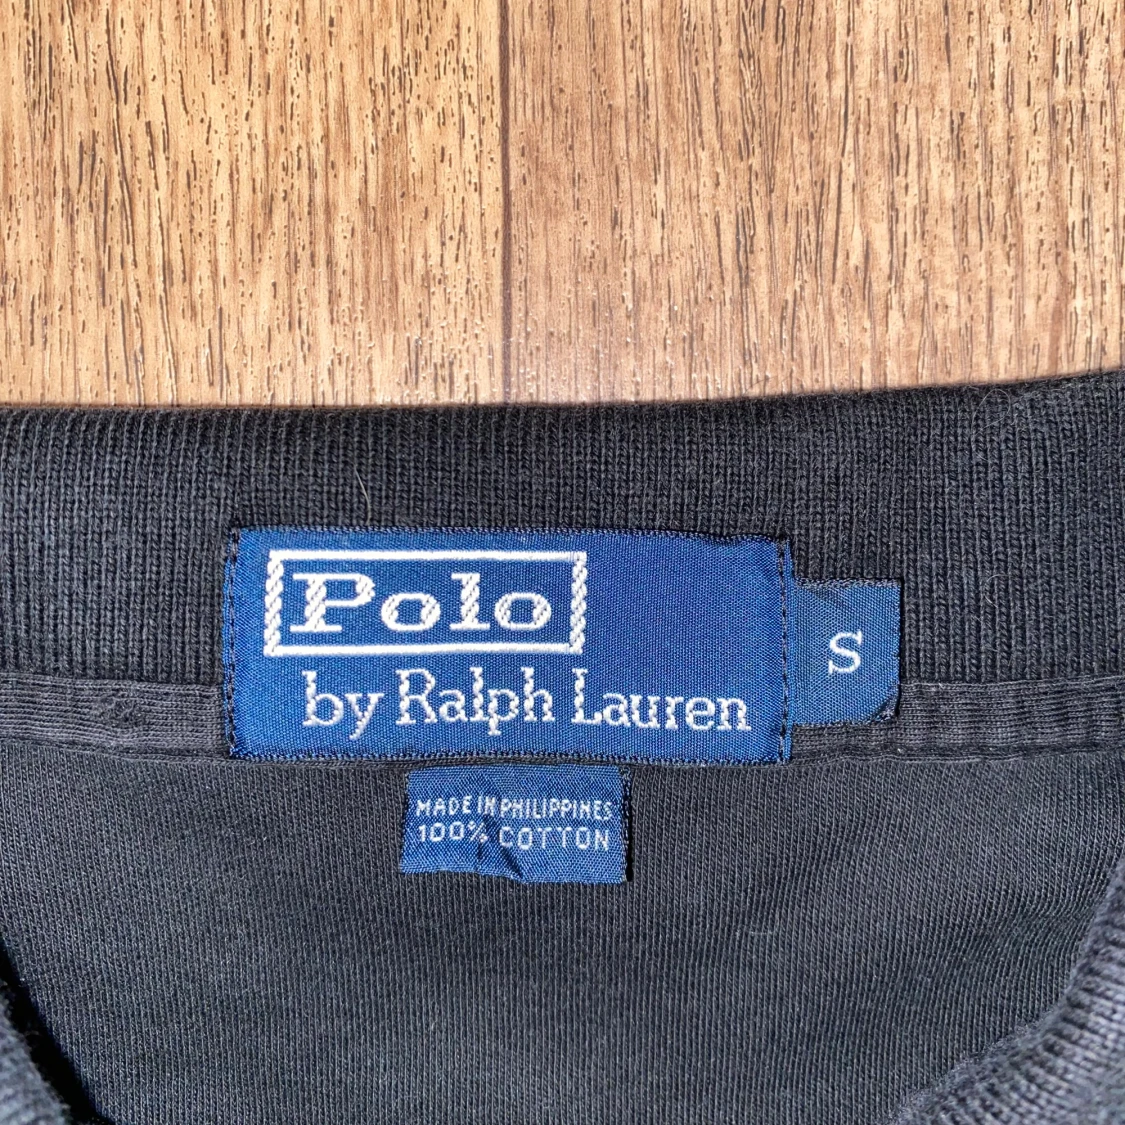 Polo
by Ralph Lauren
S
MADE IN PHILIPPINES
100% COTTON